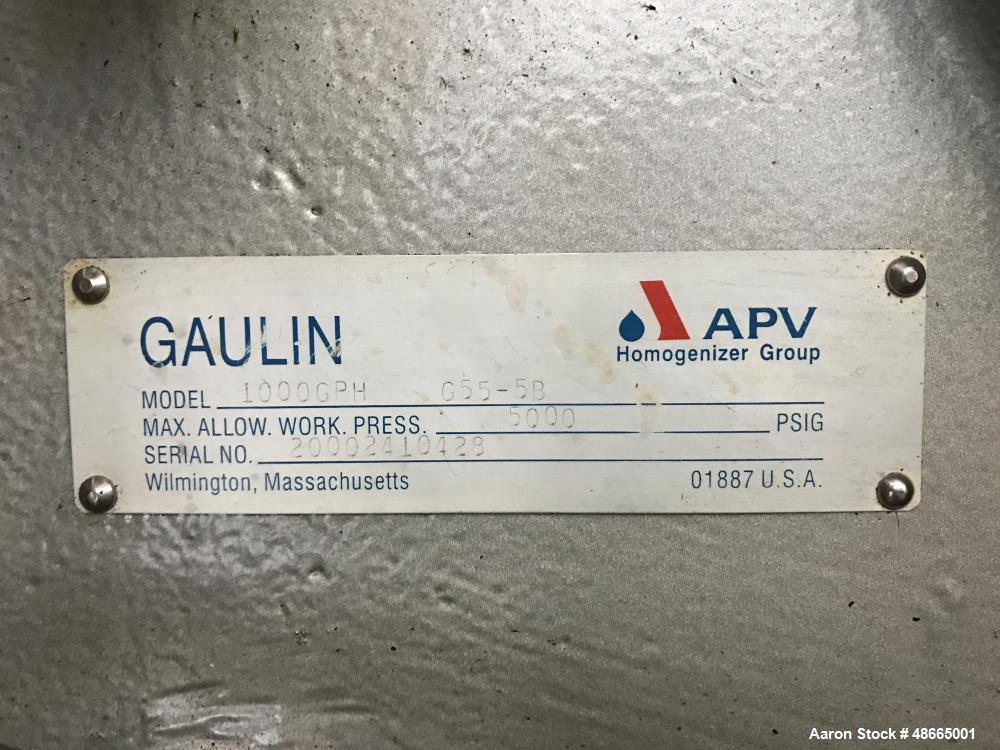 GAULIN
APV
Homogenizer Group
MODEL 1000GPH G55-5B
MAX. ALLOW. WORK. PRESS. 5000 PSIG
SERIAL NO. 20002410428
Wilmington, Massachusetts 01887 U.S.A.
Aaron Stock # 48665001